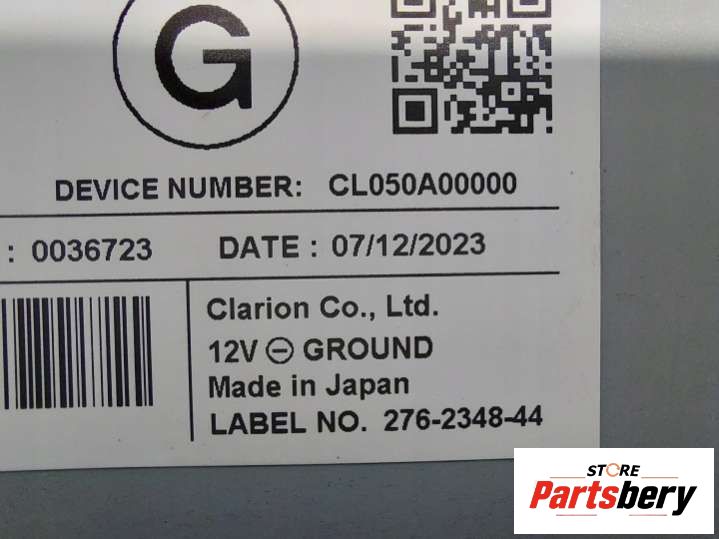 G
DEVICE NUMBER: CL050A00000
: 0036723 DATE : 07/12/2023
Clarion Co., Ltd.
12V ⊖ GROUND
Made in Japan
LABEL NO. 276-2348-44
STORE
Partsbery